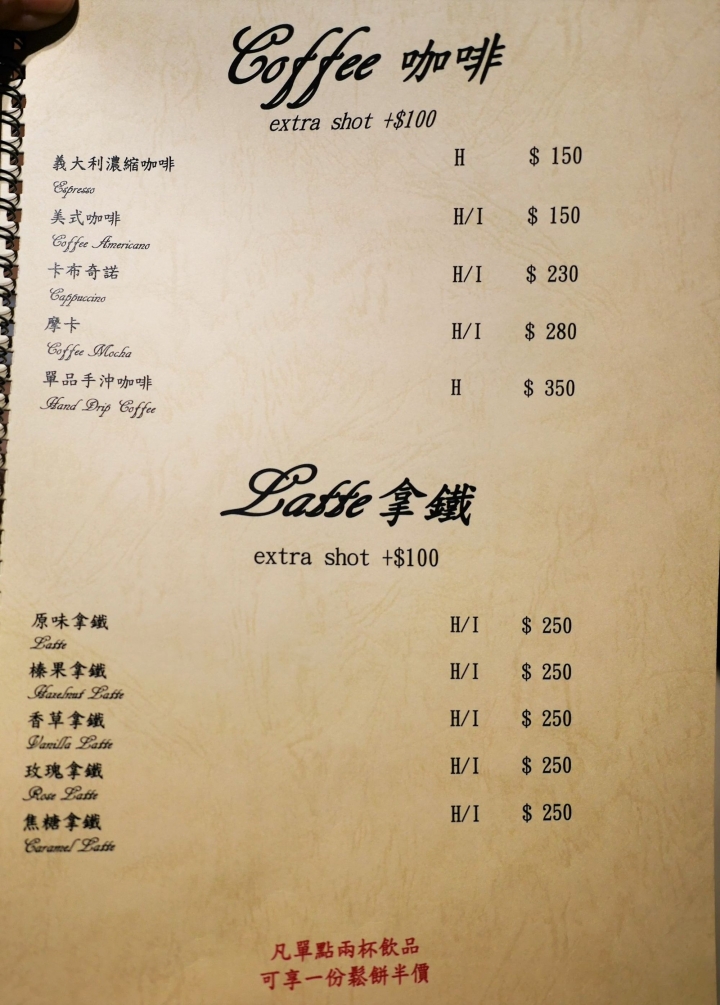 Coffee 咖啡
extra shot +$100
義大利濃縮咖啡 H $ 150
Espresso
美式咖啡 H/I $ 150
Coffee Americano
卡布奇諾 H/I $ 230
Cappuccino
摩卡 H/I $ 280
Coffee Mocha
單品手沖咖啡 H $ 350
Hand Drip Coffee
Latte 拿鐵
extra shot +$100
原味拿鐵 H/I $ 250
Latte
榛果拿鐵 H/I $ 250
Hazelnut Latte
香草拿鐵 H/I $ 250
Vanilla Latte
玫瑰拿鐵 H/I $ 250
Rose Latte
焦糖拿鐵 H/I $ 250
Caramel Latte
凡單點兩杯飲品
可享一份鬆餅半價